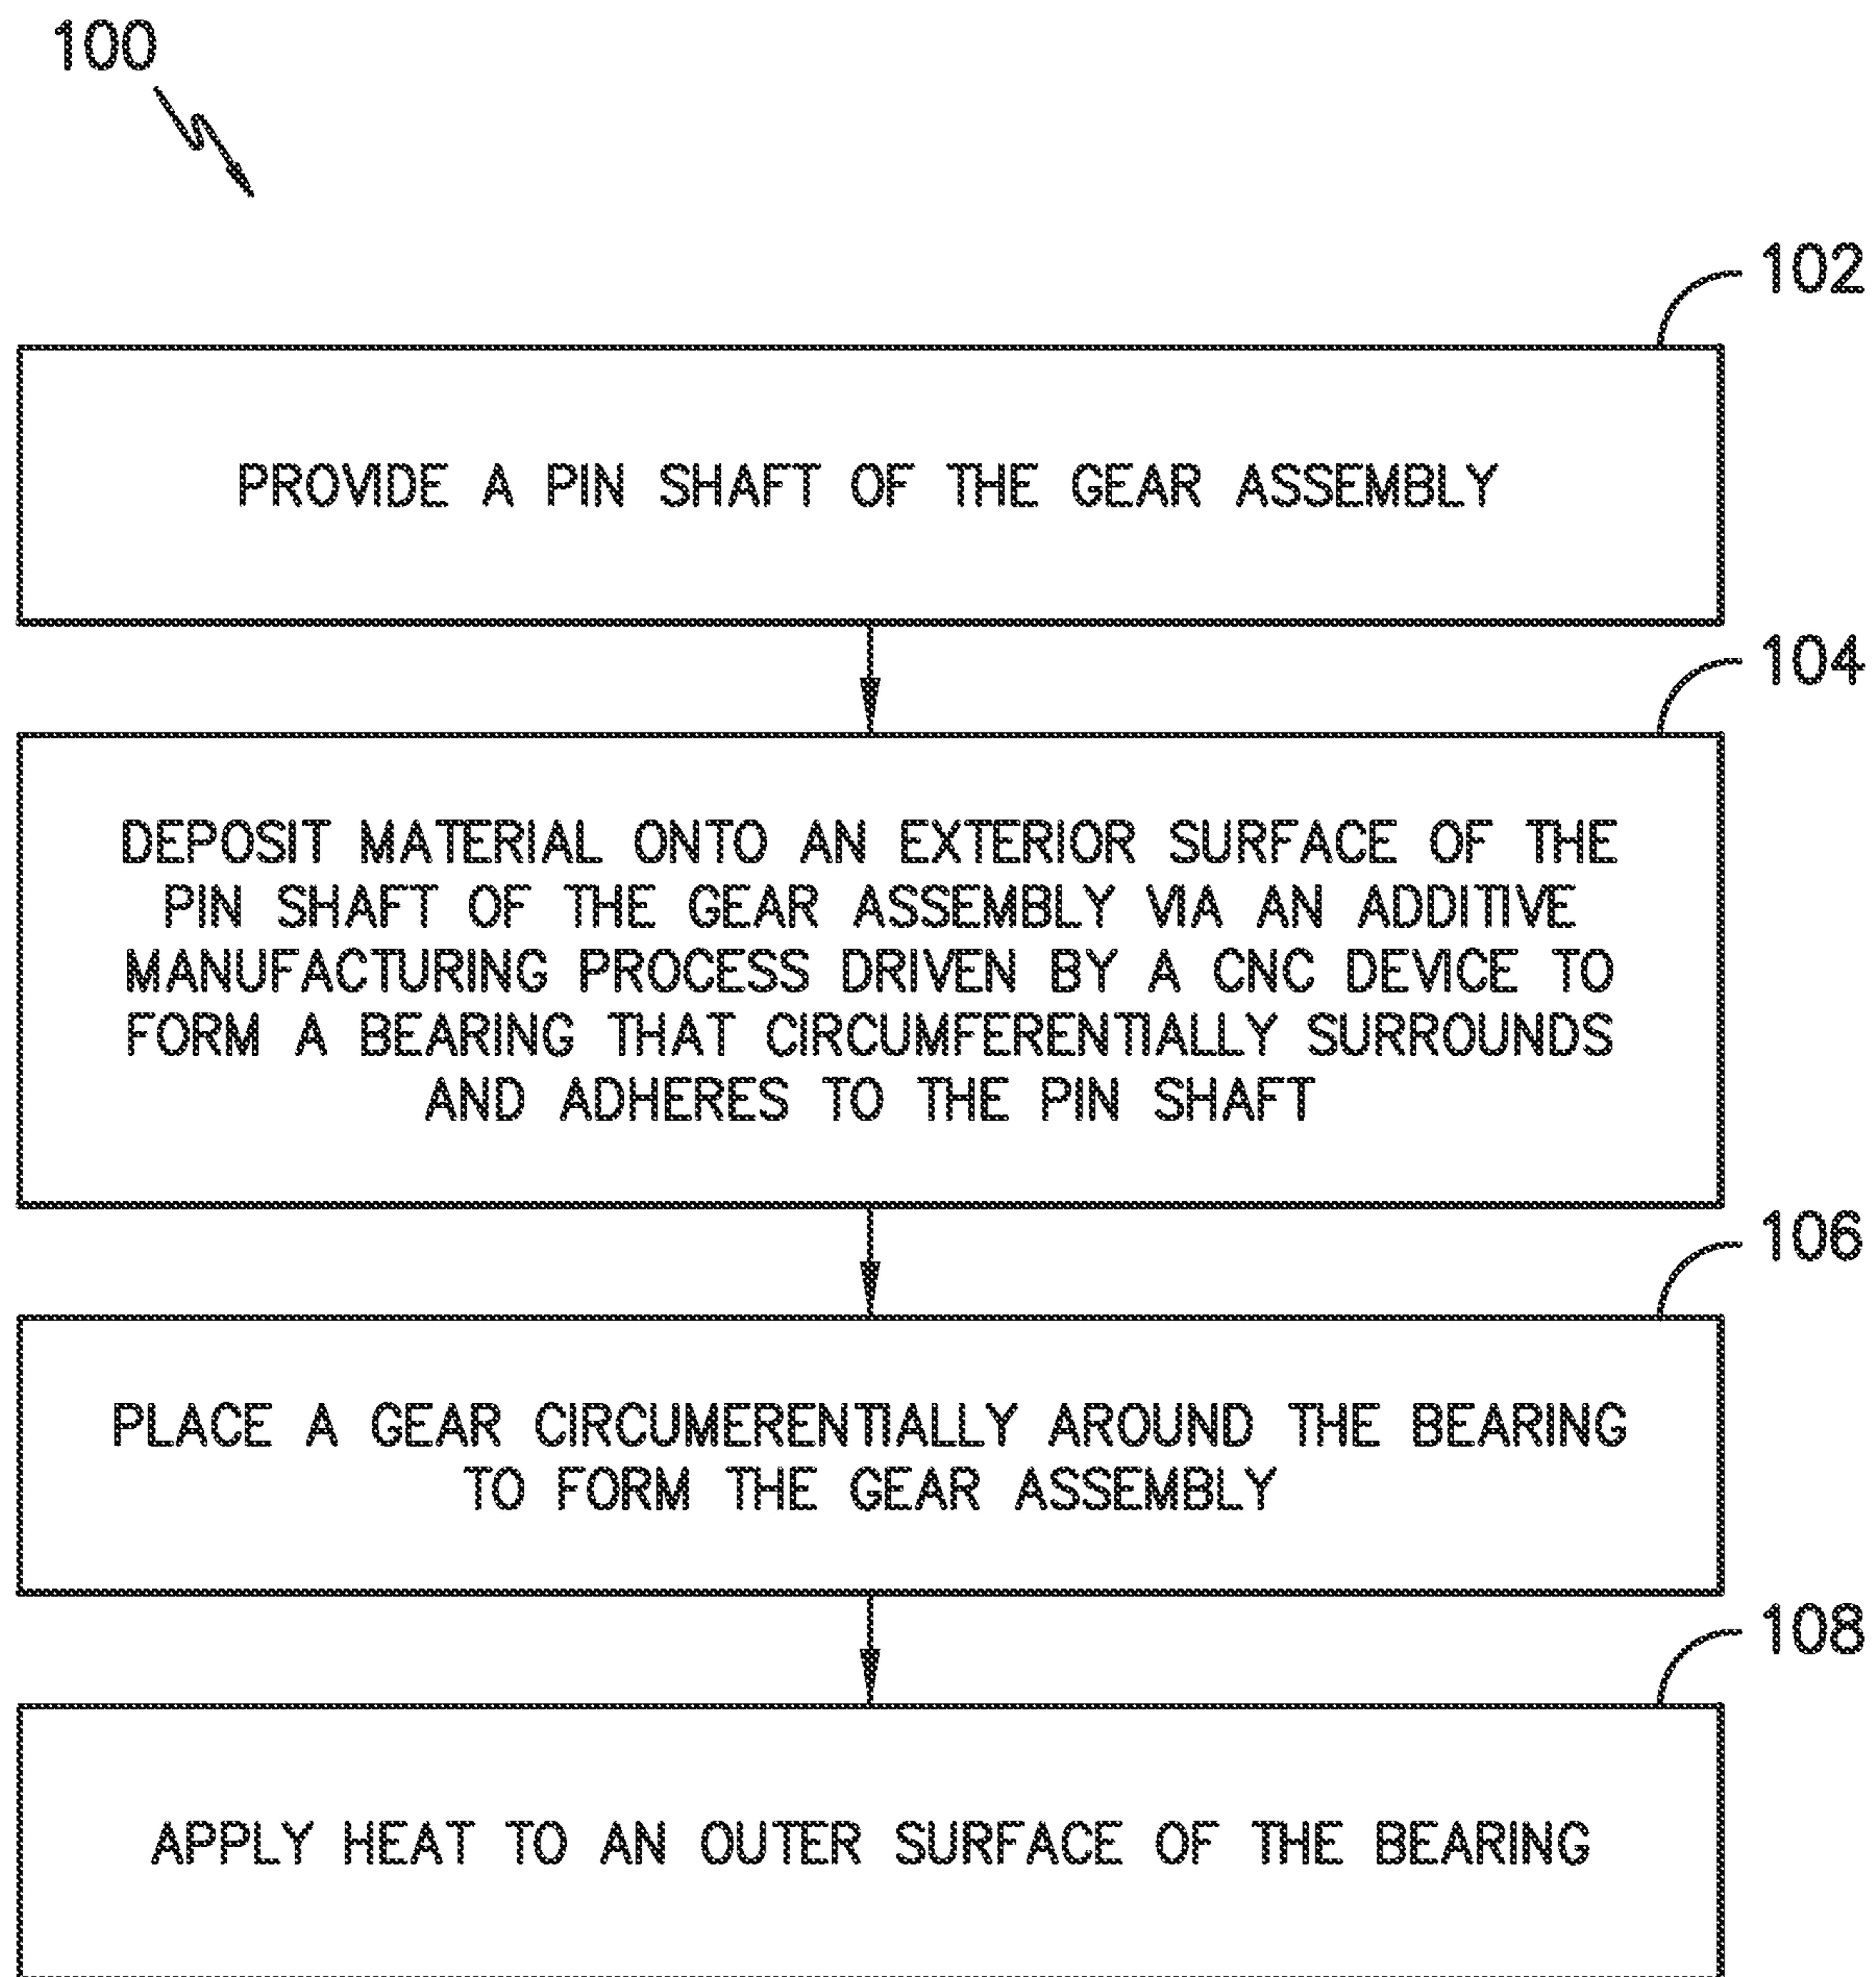 100
102
PROVIDE A PIN SHAFT OF THE GEAR ASSEMBLY
104
DEPOSIT MATERIAL ONTO AN EXTERIOR SURFACE OF THE
PIN SHAFT OF THE GEAR ASSEMBLY VIA AN ADDITIVE
MANUFACTURING PROCESS DRIVEN BY A CNC DEVICE TO
FORM A BEARING THAT CIRCUMFERENTIALLY SURROUNDS
AND ADHERES TO THE PIN SHAFT
106
PLACE A GEAR CIRCUMERENTIALLY AROUND THE BEARING
TO FORM THE GEAR ASSEMBLY
108
APPLY HEAT TO AN OUTER SURFACE OF THE BEARING